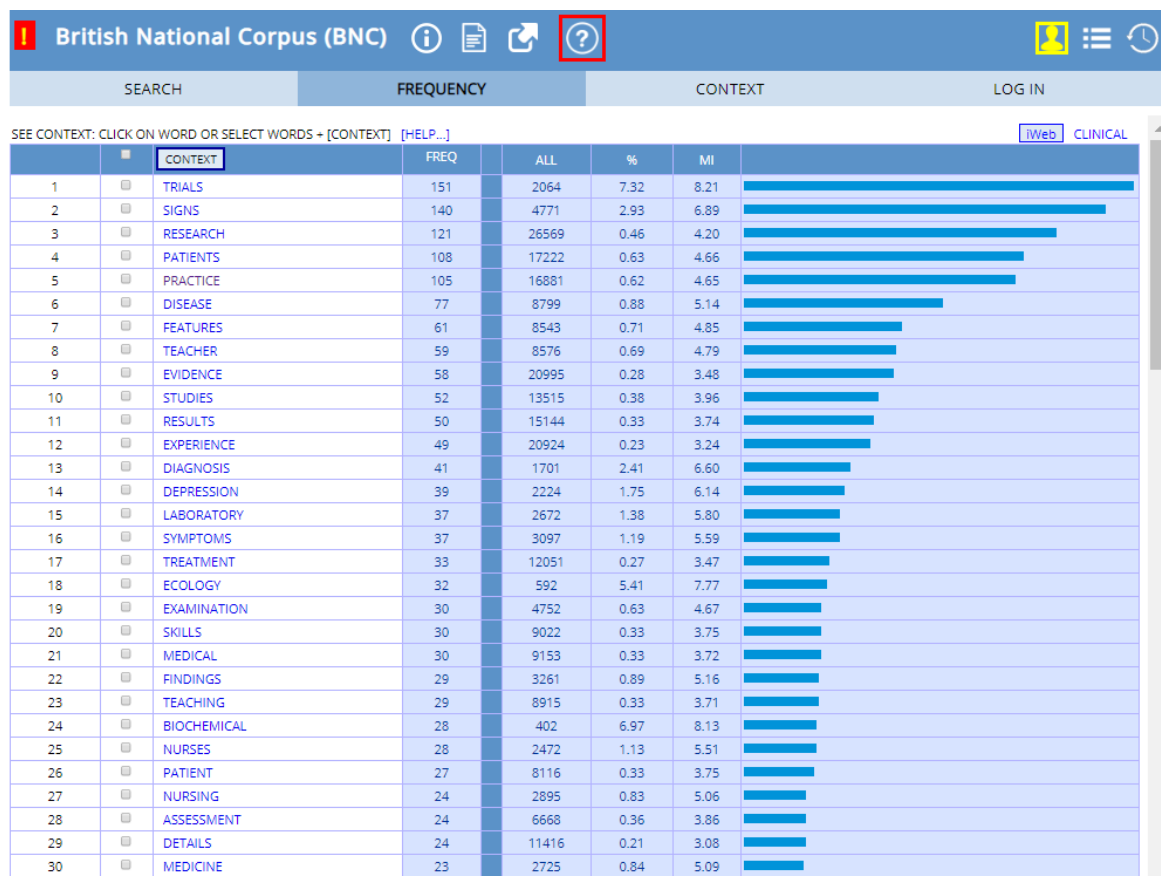 ! British National Corpus (BNC) i ?
SEARCH FREQUENCY CONTEXT LOG IN
SEE CONTEXT: CLICK ON WORD OR SELECT WORDS + [CONTEXT] [HELP...] iWeb CLINICAL
CONTEXT FREQ ALL % MI
1 TRIALS 151 2064 7.32 8.21
2 SIGNS 140 4771 2.93 6.89
3 RESEARCH 121 26569 0.46 4.20
4 PATIENTS 108 17222 0.63 4.66
5 PRACTICE 105 16881 0.62 4.65
6 DISEASE 77 8799 0.88 5.14
7 FEATURES 61 8543 0.71 4.85
8 TEACHER 59 8576 0.69 4.79
9 EVIDENCE 58 20995 0.28 3.48
10 STUDIES 52 13515 0.38 3.96
11 RESULTS 50 15144 0.33 3.74
12 EXPERIENCE 49 20924 0.23 3.24
13 DIAGNOSIS 41 1701 2.41 6.60
14 DEPRESSION 39 2224 1.75 6.14
15 LABORATORY 37 2672 1.38 5.80
16 SYMPTOMS 37 3097 1.19 5.59
17 TREATMENT 33 12051 0.27 3.47
18 ECOLOGY 32 592 5.41 7.77
19 EXAMINATION 30 4752 0.63 4.67
20 SKILLS 30 9022 0.33 3.75
21 MEDICAL 30 9153 0.33 3.72
22 FINDINGS 29 3261 0.89 5.16
23 TEACHING 29 8915 0.33 3.71
24 BIOCHEMICAL 28 402 6.97 8.13
25 NURSES 28 2472 1.13 5.51
26 PATIENT 27 8116 0.33 3.75
27 NURSING 24 2895 0.83 5.06
28 ASSESSMENT 24 6668 0.36 3.86
29 DETAILS 24 11416 0.21 3.08
30 MEDICINE 23 2725 0.84 5.09